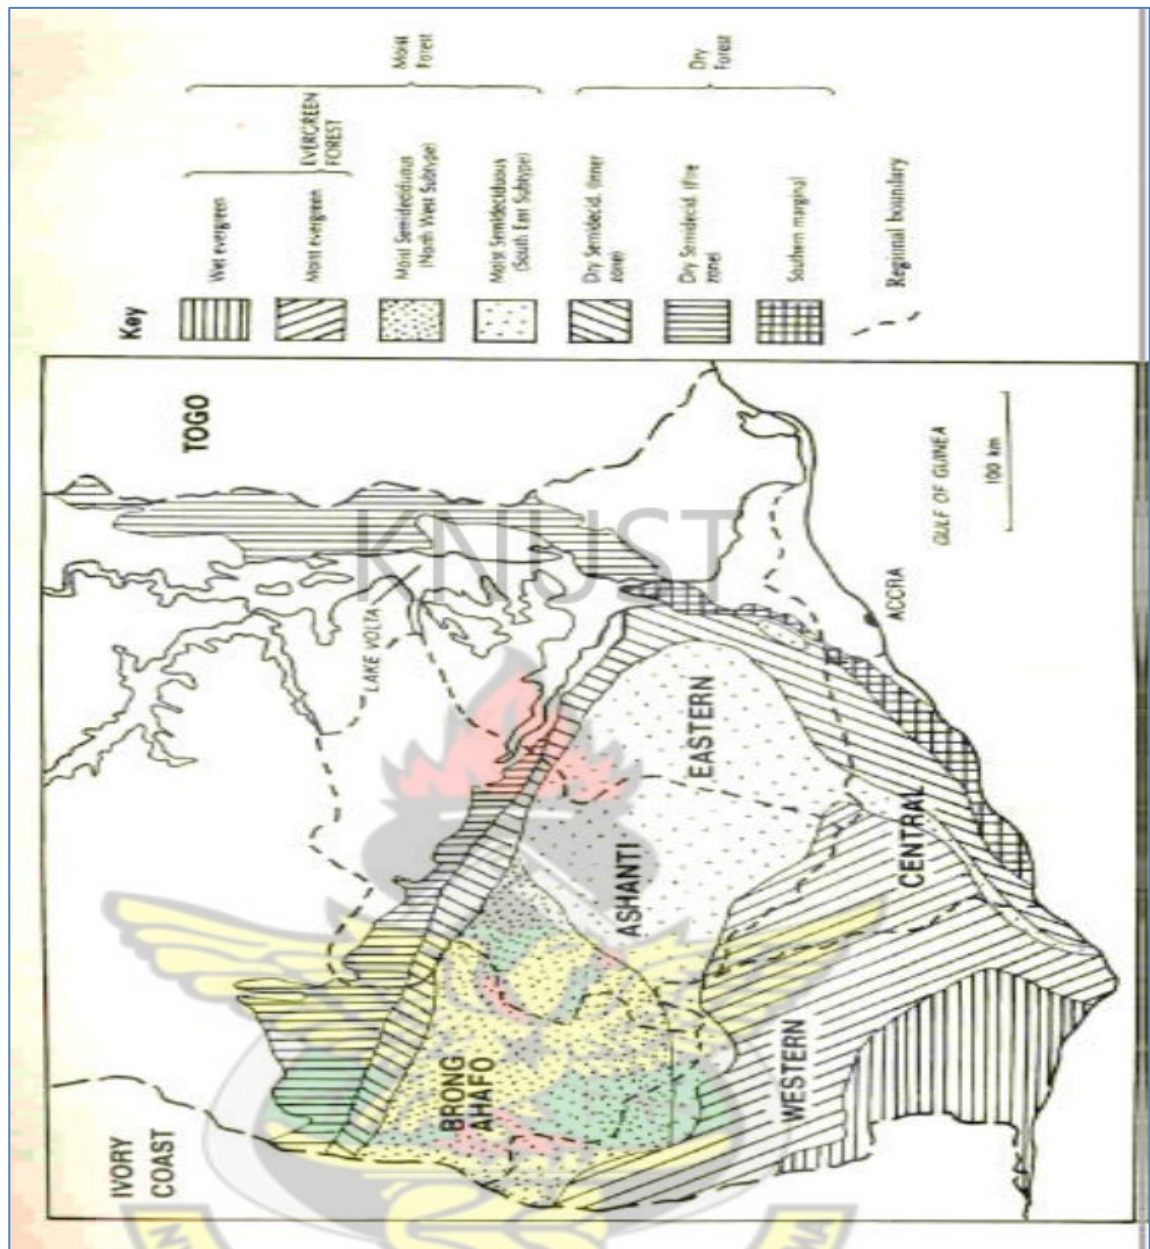 Key
Wet evergreen
Moist evergreen
EVERGREEN
FOREST
Moist Semideciduous
(North West Subtype)
Moist Semideciduous
(South East Subtype)
Moist
Forest
Dry Semidecid. (Inner
zone)
Dry Semidecid. (Fire
zone)
Southern marginal
Dry
Forest
Regional boundary
IVORY
COAST
TOGO
LAKE VOLTA
KNUST
BRONG
AHAFO
ASHANTI
EASTERN
WESTERN
CENTRAL
ACCRA
GULF OF GUINEA
100 km